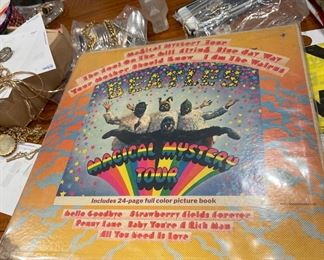 Magical Mystery Tour
The Fool On The Hill Flying Blue Jay Way
Your Mother Should Know I Am The Walrus
BEATLES
MAGICAL MYSTERY
TOUR
Includes 24-page full color picture book
Hello Goodbye Strawberry Fields Forever
Penny Lane Baby You're A Rich Man
All You Need Is Love